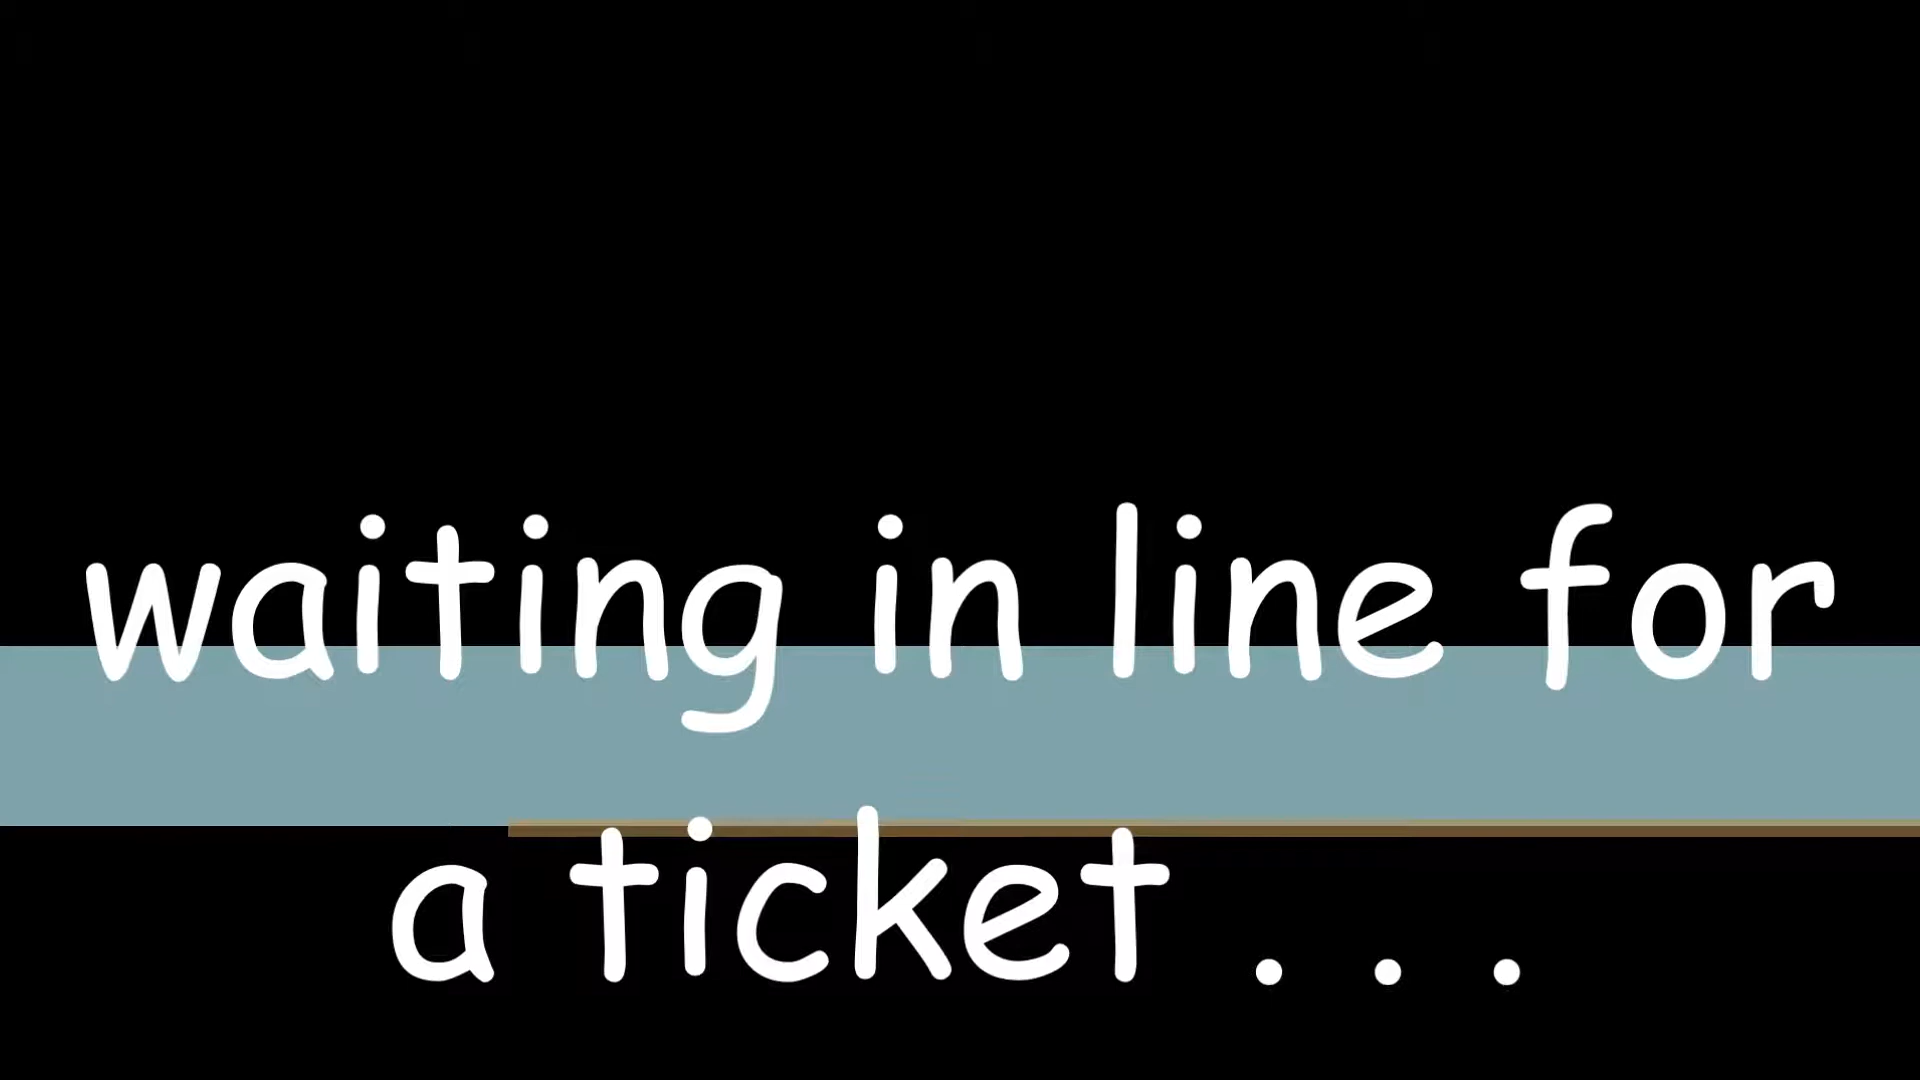 waiting in line for
a ticket . . .